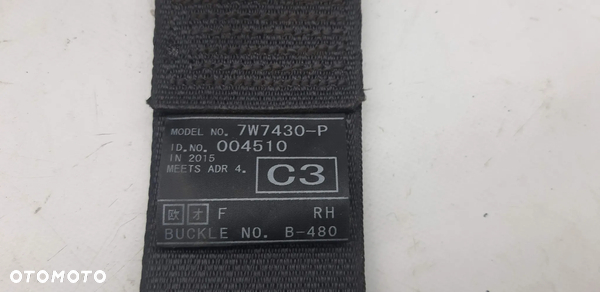 MODEL NO. 7W7430-P
ID.NO. 004510
IN 2015
MEETS ADR 4.
C3
欧 オ F RH
BUCKLE NO. B-480
OTOMOTO
OTOMOTO